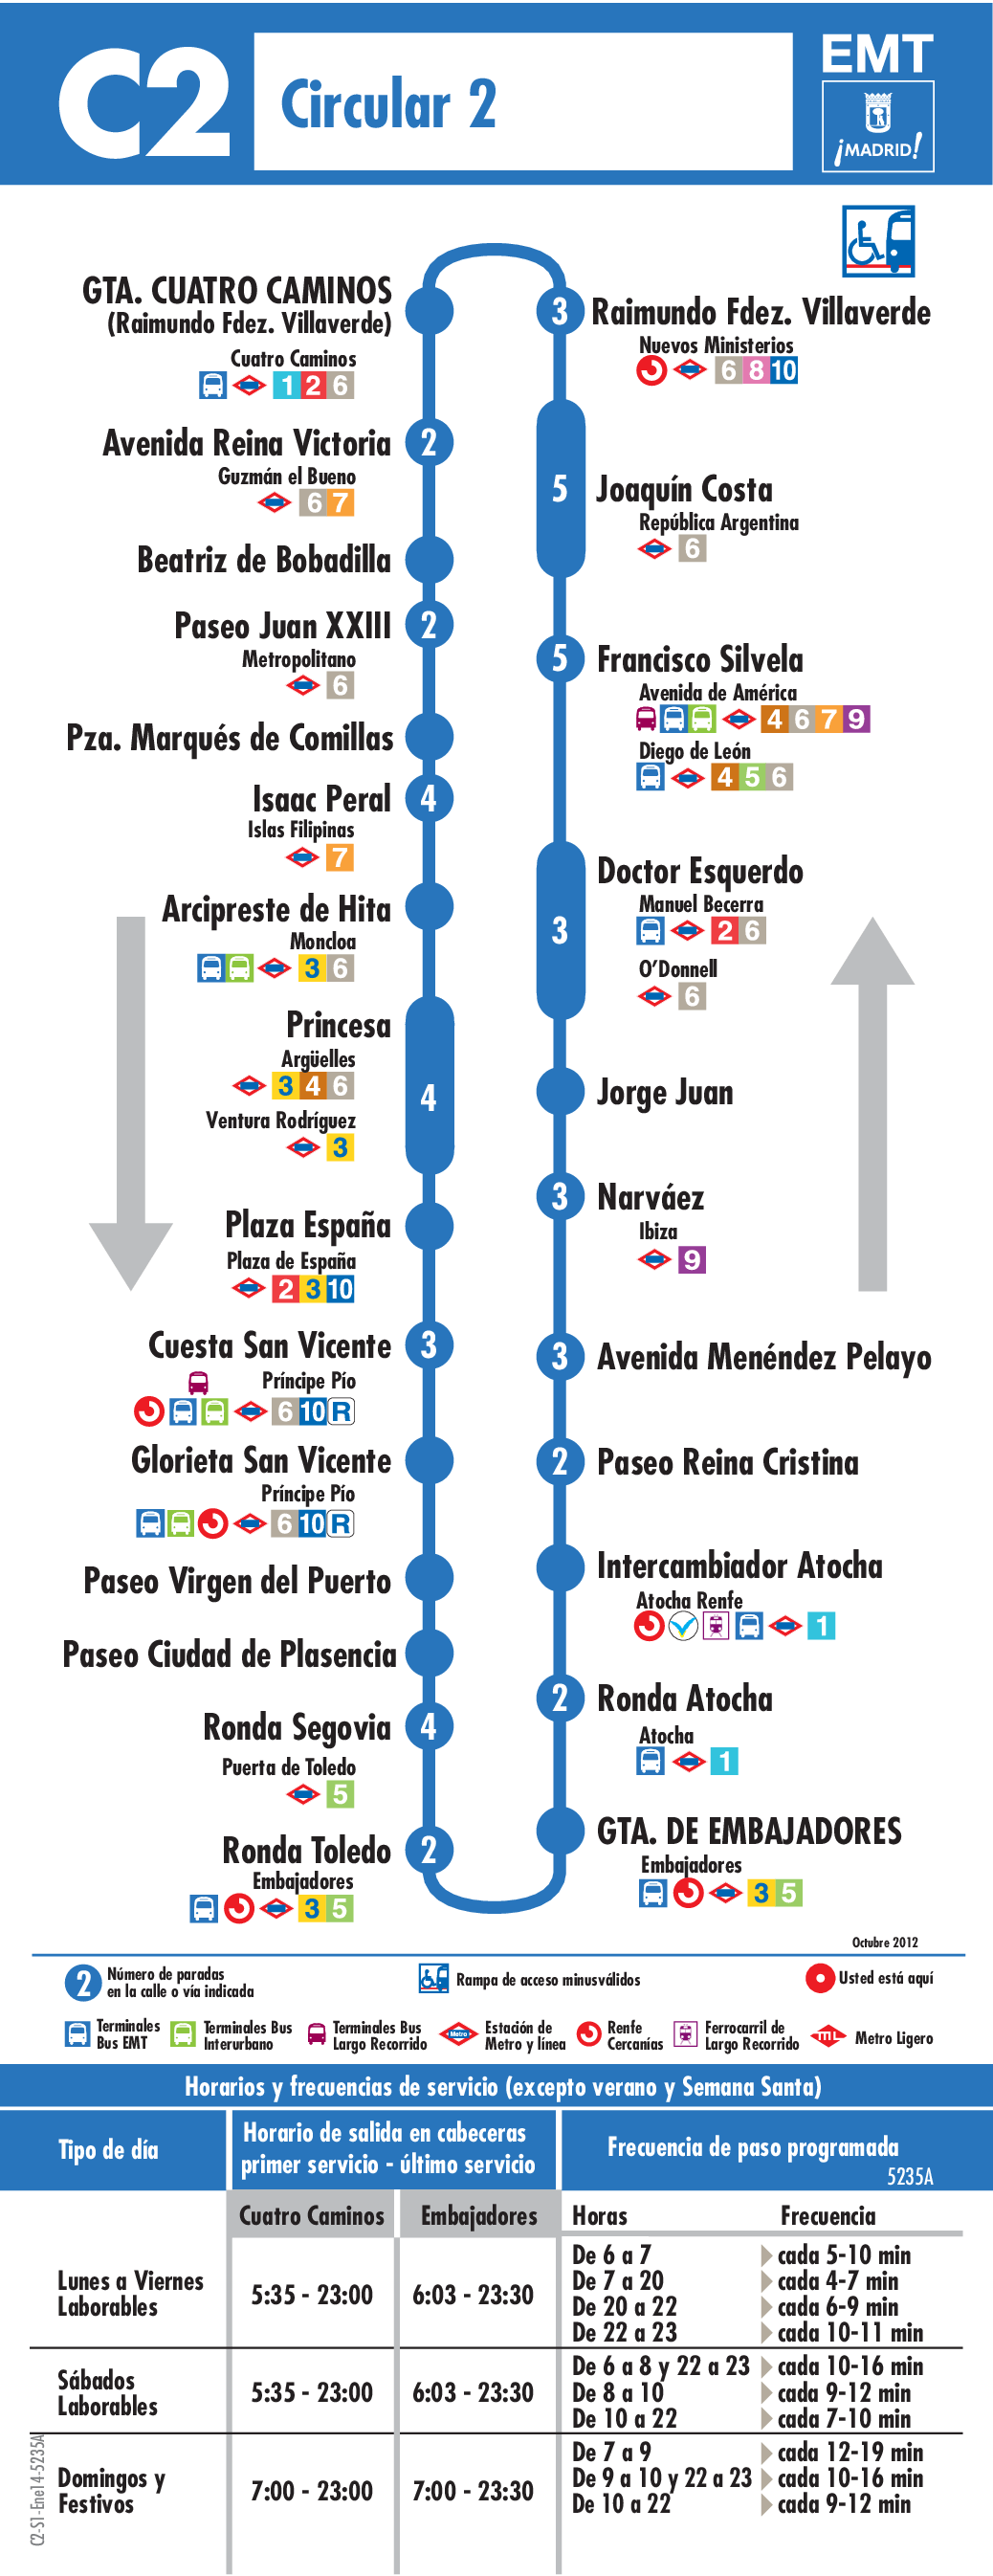 C2
Circular 2
EMT
¡MADRID!
GTA. CUATRO CAMINOS
(Raimundo Fdez. Villaverde)
Cuatro Caminos
1 2 6
2
Avenida Reina Victoria
Guzmán el Bueno
6 7
Beatriz de Bobadilla
2
Paseo Juan XXIII
Metropolitano
6
Pza. Marqués de Comillas
4
Isaac Peral
Islas Filipinas
7
Arcipreste de Hita
Moncloa
3 6
Princesa
Argüelles
3 4 6
4
Ventura Rodríguez
3
Plaza España
Plaza de España
2 3 10
3
Cuesta San Vicente
Príncipe Pío
6 10 R
Glorieta San Vicente
Príncipe Pío
6 10 R
Paseo Virgen del Puerto
Paseo Ciudad de Plasencia
4
Ronda Segovia
Puerta de Toledo
5
2
Ronda Toledo
Embajadores
3 5
3
Raimundo Fdez. Villaverde
Nuevos Ministerios
6 8 10
5
Joaquín Costa
República Argentina
6
5
Francisco Silvela
Avenida de América
4 6 7 9
Diego de León
4 5 6
Doctor Esquerdo
Manuel Becerra
2 6
3
O'Donnell
6
Jorge Juan
3
Narváez
Ibiza
9
3
Avenida Menéndez Pelayo
2
Paseo Reina Cristina
Intercambiador Atocha
Atocha Renfe
1
2
Ronda Atocha
Atocha
1
GTA. DE EMBAJADORES
Embajadores
3 5
Octubre 2012
2
Número de paradas
en la calle o vía indicada
Rampa de acceso minusválidos
Usted está aquí
Terminales
Bus EMT
Terminales Bus
Interurbano
Terminales Bus
Largo Recorrido
Metro
Estación de
Metro y línea
Renfe
Cercanías
Ferrocarril de
Largo Recorrido
mL
Metro Ligero
Horarios y frecuencias de servicio (excepto verano y Semana Santa)
Tipo de día
Horario de salida en cabeceras
primer servicio - último servicio
Frecuencia de paso programada
5235A
Cuatro Caminos
Embajadores
Horas
Frecuencia
Lunes a Viernes
Laborables
5:35 - 23:00
6:03 - 23:30
De 6 a 7
cada 5-10 min
De 7 a 20
cada 4-7 min
De 20 a 22
cada 6-9 min
De 22 a 23
cada 10-11 min
Sábados
Laborables
5:35 - 23:00
6:03 - 23:30
De 6 a 8 y 22 a 23
cada 10-16 min
De 8 a 10
cada 9-12 min
De 10 a 22
cada 7-10 min
Domingos y
Festivos
7:00 - 23:00
7:00 - 23:30
De 7 a 9
cada 12-19 min
De 9 a 10 y 22 a 23
cada 10-16 min
De 10 a 22
cada 9-12 min
C2-S1-Ene14-5235A